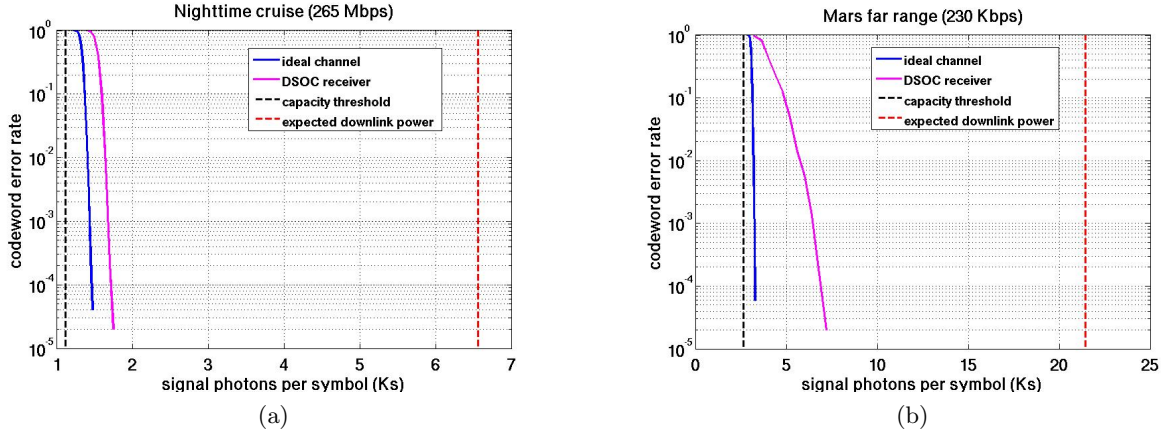 Nighttime cruise (265 Mbps)
10^0
10^-1
10^-2
10^-3
10^-4
10^-5
codeword error rate
ideal channel
DSOC receiver
capacity threshold
expected downlink power
1 2 3 4 5 6 7
signal photons per symbol (Ks)
(a)
Mars far range (230 Kbps)
10^0
10^-1
10^-2
10^-3
10^-4
10^-5
codeword error rate
ideal channel
DSOC receiver
capacity threshold
expected downlink power
0 5 10 15 20 25
signal photons per symbol (Ks)
(b)